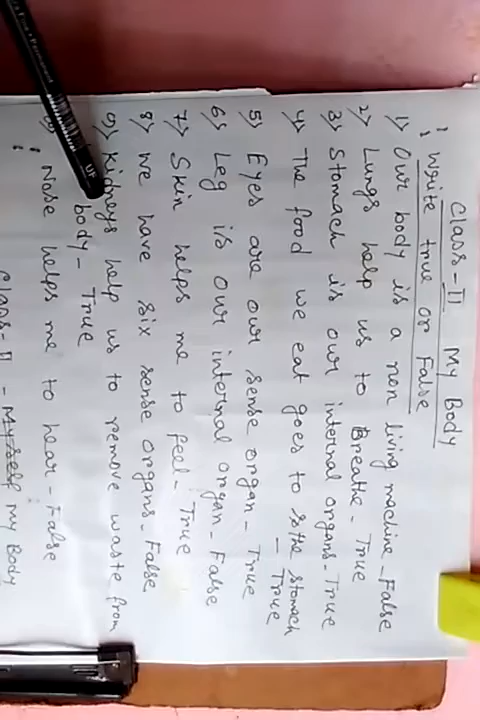 Class-II My Body
Write true or False
1) Our body is a non living machine - False
2) Lungs help us to Breathe - True
3) Stomach is our internal organs - True
4) The food we eat goes to the stomach
- True
5) Eyes are our sense organ - True
6) Leg is our internal organ - False
7) Skin helps me to feel - True
8) We have six sense organs - False
9) Kidneys help us to remove waste from
body - True
Nose helps me to hear - False
Class-II - My Body